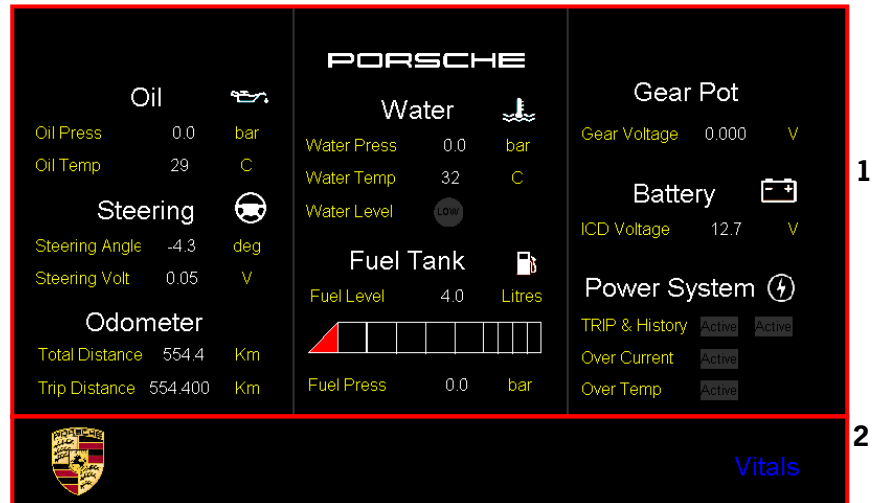 PORSCHE
Oil
Oil Press 0.0 bar
Oil Temp 29 C
Steering
Steering Angle -4.3 deg
Steering Volt 0.05 V
Odometer
Total Distance 554.4 Km
Trip Distance 554.400 Km
Water
Water Press 0.0 bar
Water Temp 32 C
Water Level LOW
Fuel Tank
Fuel Level 4.0 Litres
Fuel Press 0.0 bar
Gear Pot
Gear Voltage 0.000 V
Battery
ICD Voltage 12.7 V
Power System
TRIP & History Active Active
Over Current Active
Over Temp Active
1
PORSCHE
Vitals
2